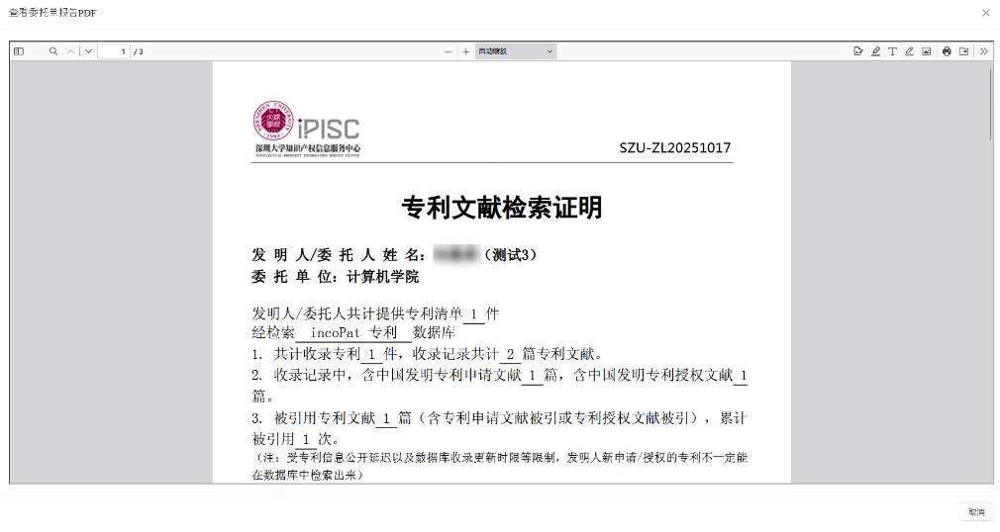 查看委托单报告PDF
1 / 3
自动缩放
SHENZHEN UNIVERSITY
1983
iPISC
深圳大学知识产权信息服务中心
INTELLECTUAL PROPERTY INFORMATION SERVICE CENTER
SZU-ZL20251017
专利文献检索证明
发 明 人/委 托 人 姓 名：（测试3）
委 托 单 位：计算机学院
发明人/委托人共计提供专利清单 1 件
经检索 incoPat 专利 数据库
1. 共计收录专利 1 件，收录记录共计 2 篇专利文献。
2. 收录记录中，含中国发明专利申请文献 1 篇，含中国发明专利授权文献 1
篇。
3. 被引用专利文献 1 篇（含专利申请文献被引或专利授权文献被引），累计
被引用 1 次。
（注：受专利信息公开延迟以及数据库收录更新时限等限制，发明人新申请/授权的专利不一定能
在数据库中检索出来）
取消